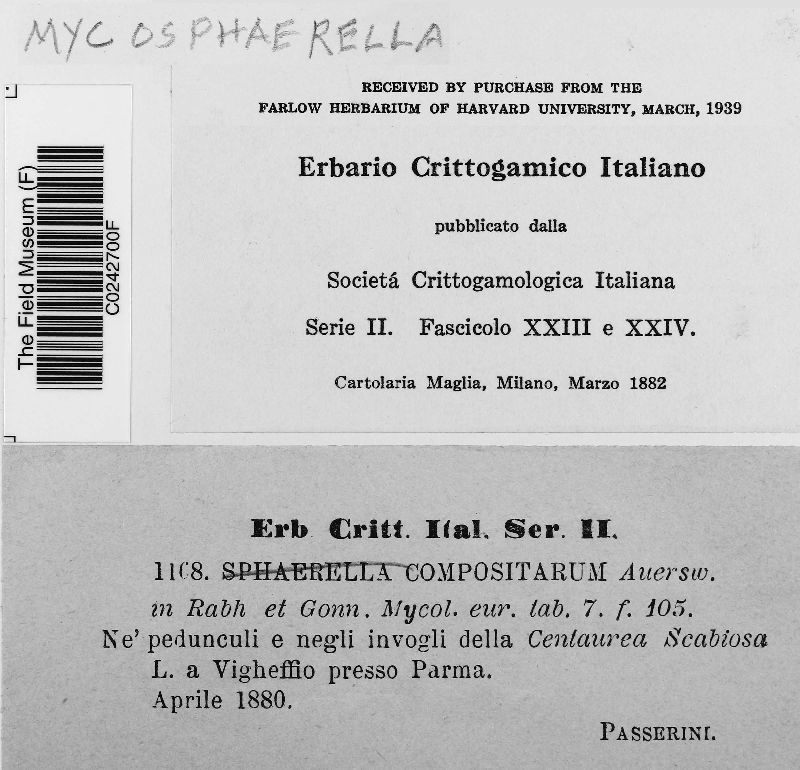 MYCOSPHAERELLA
RECEIVED BY PURCHASE FROM THE
FARLOW HERBARIUM OF HARVARD UNIVERSITY, MARCH, 1939
Erbario Crittogamico Italiano
pubblicato dalla
Societá Crittogamologica Italiana
Serie II. Fascicolo XXIII e XXIV.
Cartolaria Maglia, Milano, Marzo 1882
The Field Museum (F)
C0242700F
Erb Critt. Ital. Ser. II.
1168. SPHAERELLA COMPOSITARUM Auersw.
in Rabh et Gonn. Mycol. eur. tab. 7. f. 105.
Ne' pedunculi e negli invogli della Centaurea Scabiosa
L. a Vigheffio presso Parma.
Aprile 1880.
PASSERINI.